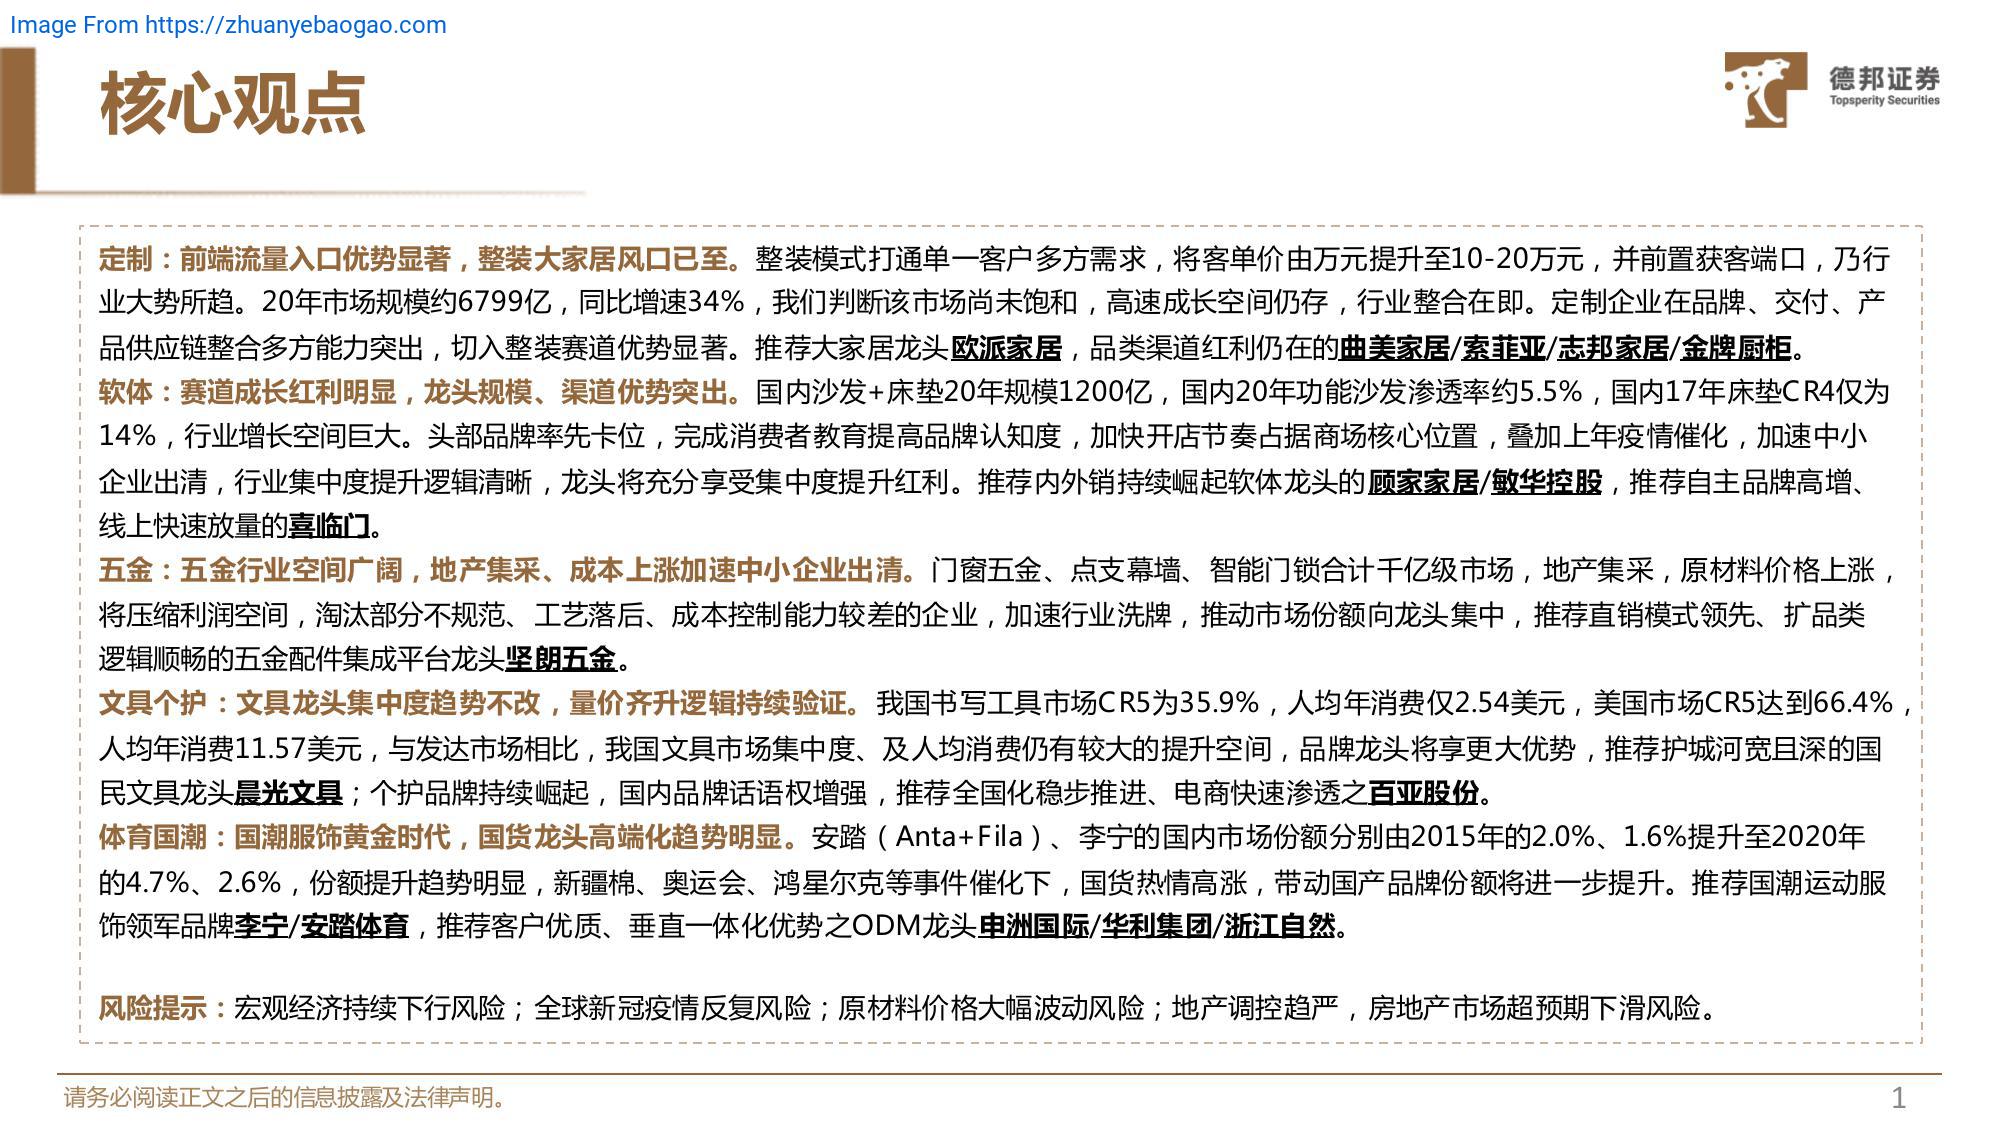 Image From https://zhuanyebaogao.com
核心观点
德邦证券
Topsperity Securities
定制：前端流量入口优势显著，整装大家居风口已至。整装模式打通单一客户多方需求，将客单价由万元提升至10-20万元，并前置获客端口，乃行
业大势所趋。20年市场规模约6799亿，同比增速34%，我们判断该市场尚未饱和，高速成长空间仍存，行业整合在即。定制企业在品牌、交付、产
品供应链整合多方能力突出，切入整装赛道优势显著。推荐大家居龙头欧派家居，品类渠道红利仍在的曲美家居/索菲亚/志邦家居/金牌厨柜。
软体：赛道成长红利明显，龙头规模、渠道优势突出。国内沙发+床垫20年规模1200亿，国内20年功能沙发渗透率约5.5%，国内17年床垫CR4仅为
14%，行业增长空间巨大。头部品牌率先卡位，完成消费者教育提高品牌认知度，加快开店节奏占据商场核心位置，叠加上年疫情催化，加速中小
企业出清，行业集中度提升逻辑清晰，龙头将充分享受集中度提升红利。推荐内外销持续崛起软体龙头的顾家家居/敏华控股，推荐自主品牌高增、
线上快速放量的喜临门。
五金：五金行业空间广阔，地产集采、成本上涨加速中小企业出清。门窗五金、点支幕墙、智能门锁合计千亿级市场，地产集采，原材料价格上涨，
将压缩利润空间，淘汰部分不规范、工艺落后、成本控制能力较差的企业，加速行业洗牌，推动市场份额向龙头集中，推荐直销模式领先、扩品类
逻辑顺畅的五金配件集成平台龙头坚朗五金。
文具个护：文具龙头集中度趋势不改，量价齐升逻辑持续验证。我国书写工具市场CR5为35.9%，人均年消费仅2.54美元，美国市场CR5达到66.4%，
人均年消费11.57美元，与发达市场相比，我国文具市场集中度、及人均消费仍有较大的提升空间，品牌龙头将享更大优势，推荐护城河宽且深的国
民文具龙头晨光文具；个护品牌持续崛起，国内品牌话语权增强，推荐全国化稳步推进、电商快速渗透之百亚股份。
体育国潮：国潮服饰黄金时代，国货龙头高端化趋势明显。安踏（Anta+Fila）、李宁的国内市场份额分别由2015年的2.0%、1.6%提升至2020年
的4.7%、2.6%，份额提升趋势明显，新疆棉、奥运会、鸿星尔克等事件催化下，国货热情高涨，带动国产品牌份额将进一步提升。推荐国潮运动服
饰领军品牌李宁/安踏体育，推荐客户优质、垂直一体化优势之ODM龙头申洲国际/华利集团/浙江自然。
风险提示：宏观经济持续下行风险；全球新冠疫情反复风险；原材料价格大幅波动风险；地产调控趋严，房地产市场超预期下滑风险。
请务必阅读正文之后的信息披露及法律声明。
1